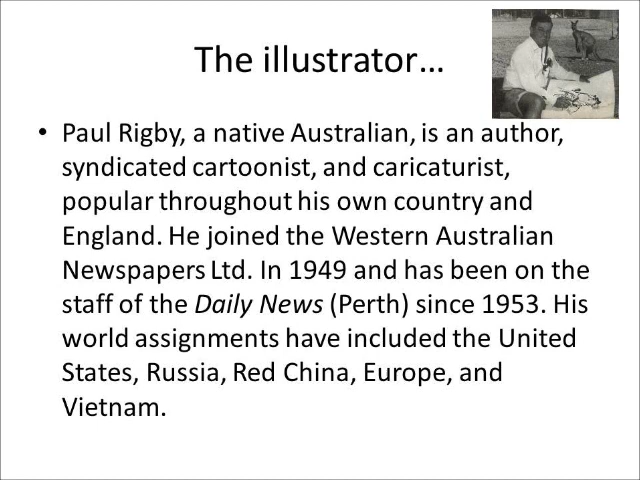 The illustrator…
• Paul Rigby, a native Australian, is an author,
syndicated cartoonist, and caricaturist,
popular throughout his own country and
England. He joined the Western Australian
Newspapers Ltd. In 1949 and has been on the
staff of the Daily News (Perth) since 1953. His
world assignments have included the United
States, Russia, Red China, Europe, and
Vietnam.